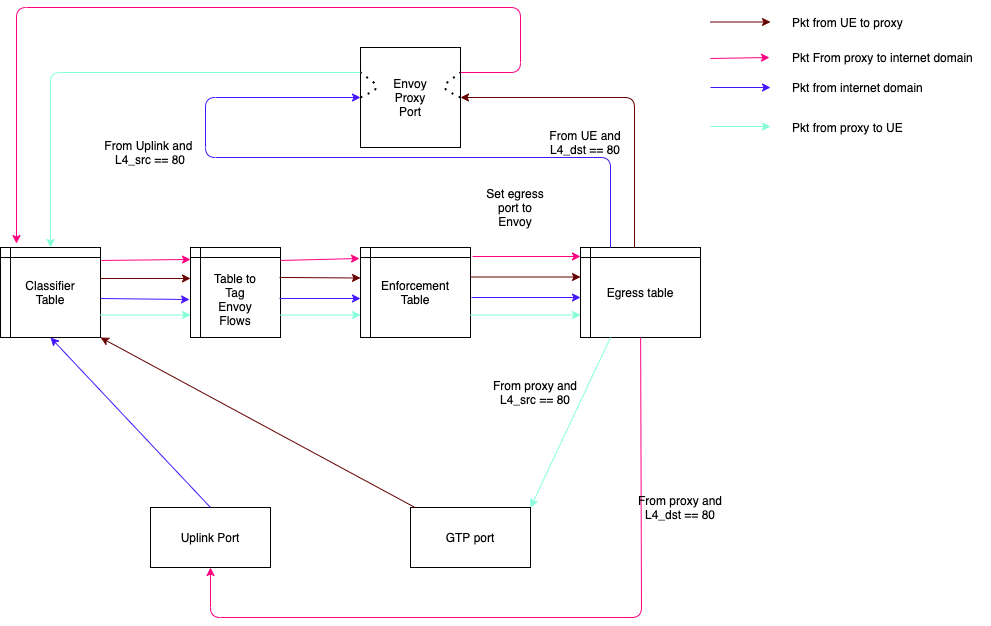 Pkt from UE to proxy
Pkt From proxy to internet domain
Pkt from internet domain
Pkt from proxy to UE
Envoy
Proxy
Port
From Uplink and
L4_src == 80
From UE and
L4_dst == 80
Set egress
port to
Envoy
Classifier
Table
Table to
Tag
Envoy
Flows
Enforcement
Table
Egress table
From proxy and
L4_src == 80
From proxy and
L4_dst == 80
Uplink Port
GTP port